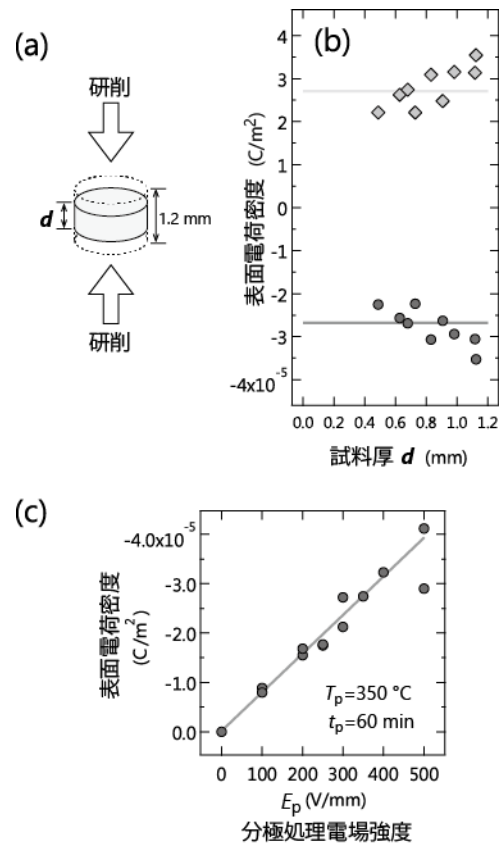 (a)
研削
d
1.2 mm
研削
(b)
表面電荷密度
(C/m²)
4
3
2
1
0
-1
-2
-3
-4x10⁻⁵
0.0 0.2 0.4 0.6 0.8 1.0 1.2
試料厚 d (mm)
(c)
表面電荷密度
(C/m²)
-4.0x10⁻⁵
-3.0
-2.0
-1.0
0.0
Tp=350 °C
tp=60 min
0 100 200 300 400 500
Ep (V/mm)
分極処理電場強度